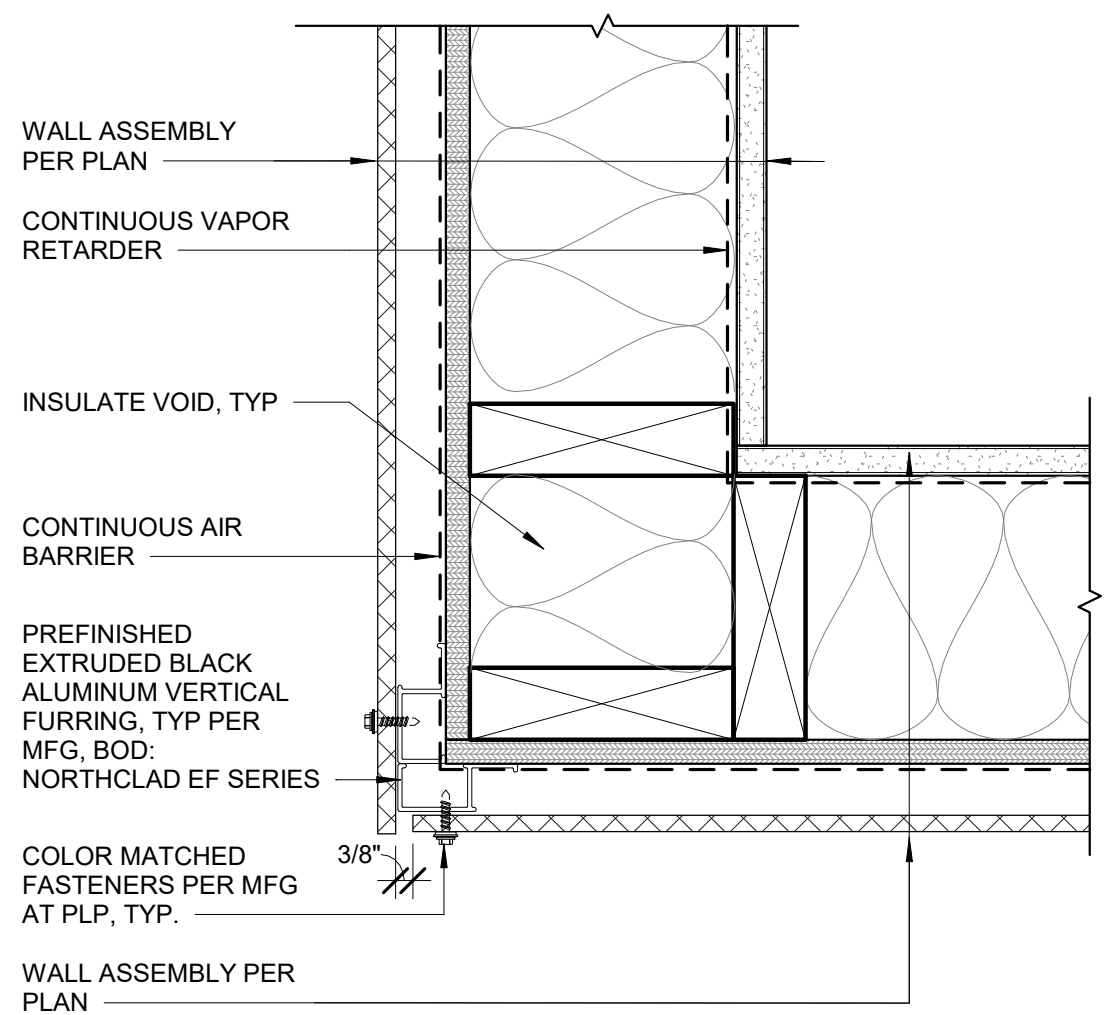 WALL ASSEMBLY
PER PLAN
CONTINUOUS VAPOR
RETARDER
INSULATE VOID, TYP
CONTINUOUS AIR
BARRIER
PREFINISHED
EXTRUDED BLACK
ALUMINUM VERTICAL
FURRING, TYP PER
MFG, BOD:
NORTHCLAD EF SERIES
COLOR MATCHED
FASTENERS PER MFG
AT PLP, TYP.
3/8"
WALL ASSEMBLY PER
PLAN